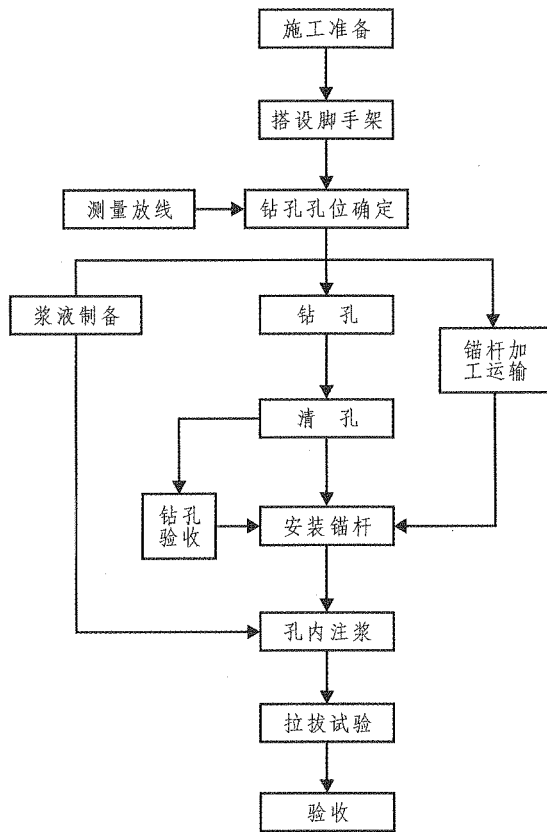 施工准备
搭设脚手架
测量放线
钻孔孔位确定
浆液制备
钻 孔
锚杆加
工运输
清 孔
钻孔
验收
安装锚杆
孔内注浆
拉拔试验
验收